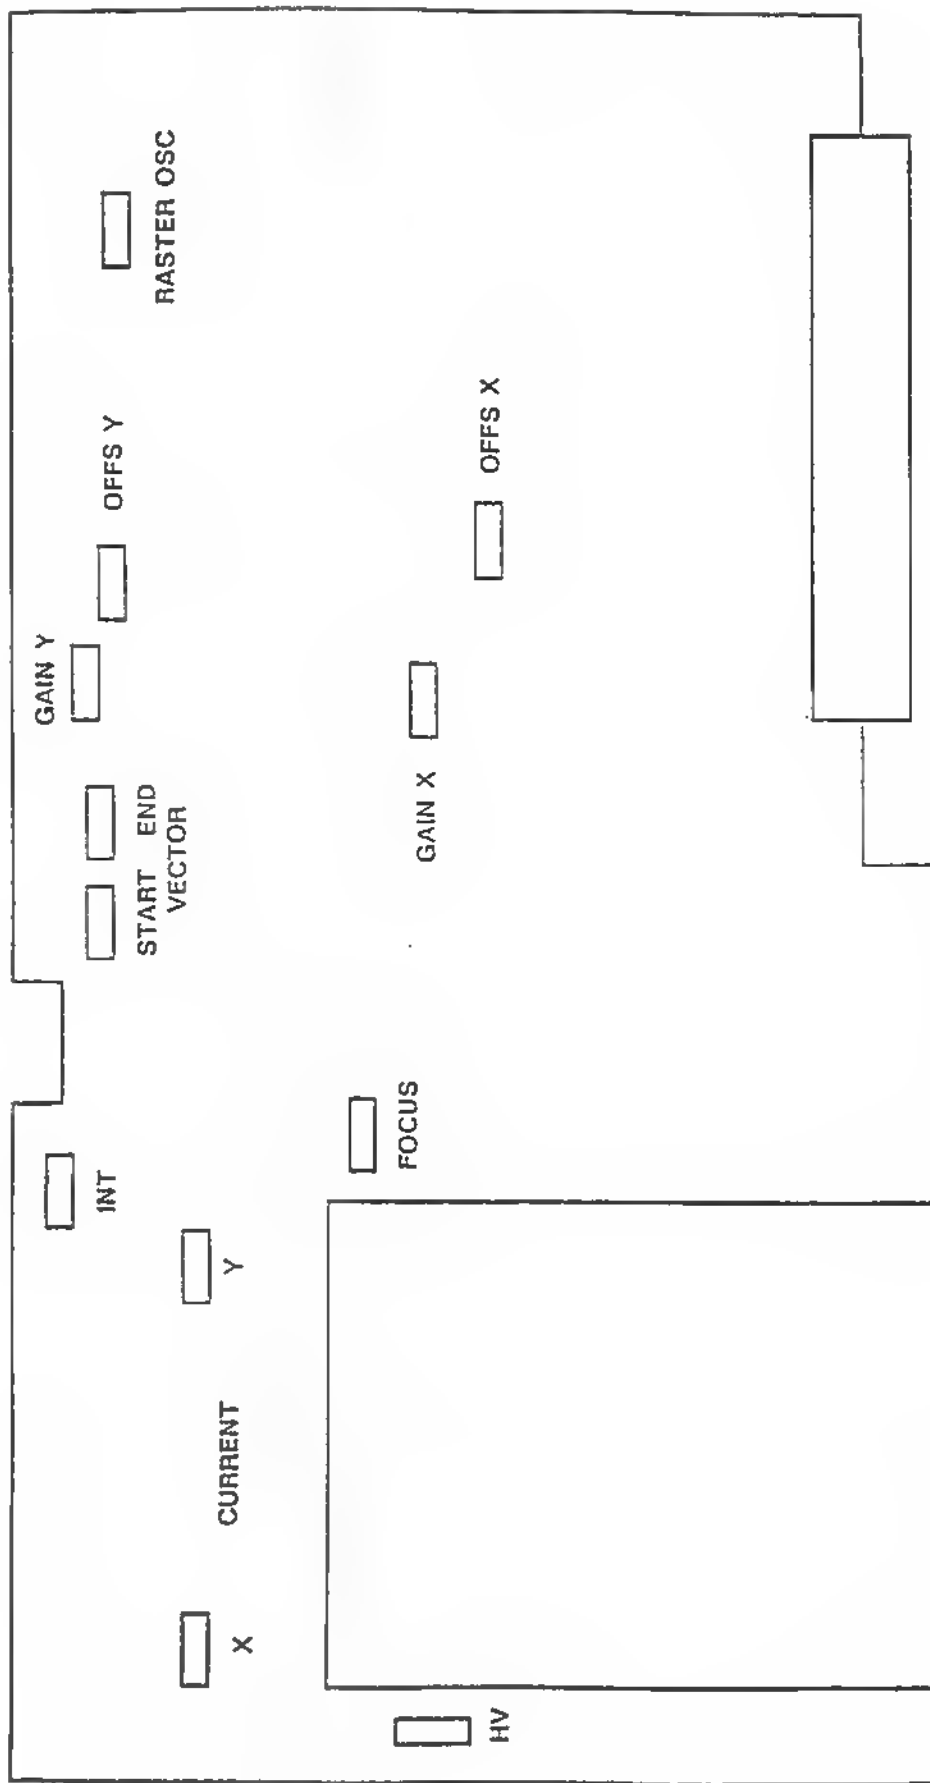 GAIN Y
INT
OFFS Y
START END
VECTOR
RASTER OSC
X CURRENT Y
FOCUS
GAIN X
OFFS X
HV